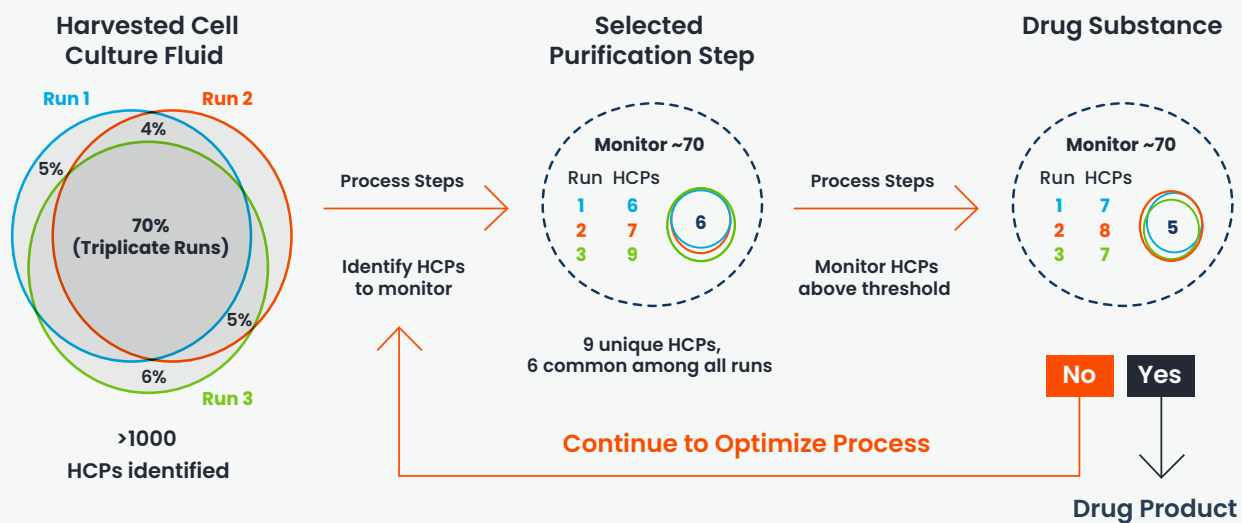 Harvested Cell
Culture Fluid
Run 1
Run 2
4%
5%
70%
(Triplicate Runs)
5%
6%
Run 3
>1000
HCPs identified
Process Steps
Identify HCPs
to monitor
Selected
Purification Step
Monitor ~70
Run HCPs
1 6
2 7
3 9
6
9 unique HCPs,
6 common among all runs
Process Steps
Monitor HCPs
above threshold
Drug Substance
Monitor ~70
Run HCPs
1 7
2 8
3 7
5
No
Yes
Continue to Optimize Process
Drug Product